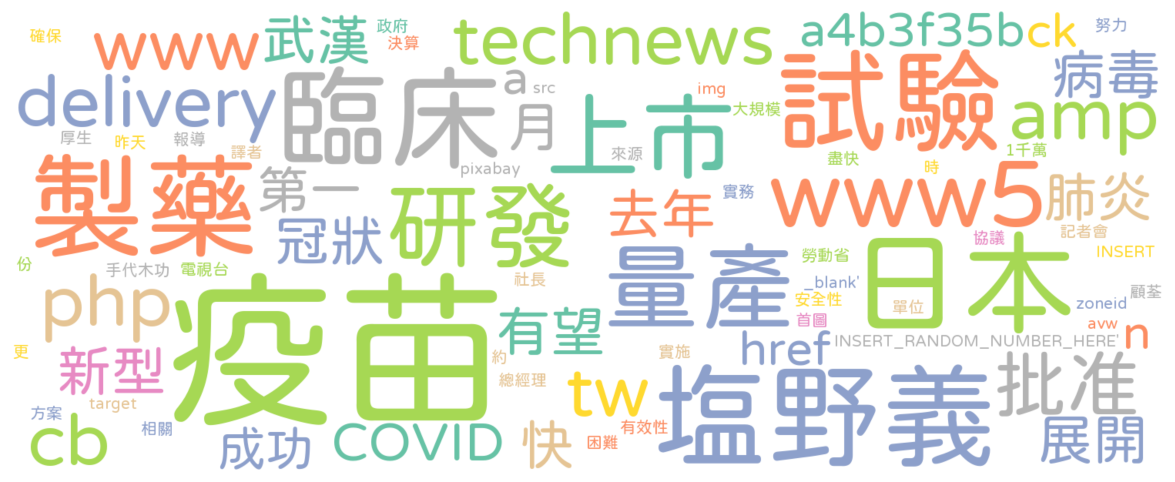 確保
www
武漢
政府
決算
technews
a4b3f35b
ck
努力
delivery
臨床
a
src
月
上市
img
大規模
試驗
病毒
amp
厚生
昨天
報導
譯者
pixabay
來源
1千萬
盡快
時
製藥
第一
冠狀
研發
去年
實務
www5
肺炎
記者會
份
手代木功
電視台
社長
量產
勞動省
協議
日本
INSERT
php
疫苗
有望
_blank'
安全性
首圖
單位
zoneid
顧荃
avw
n
更
新型
約
實施
href
INSERT_RANDOM_NUMBER_HERE'
target
總經理
tw
塩野義
批准
方案
cb
相關
成功
COVID
快
困難
有效性
展開